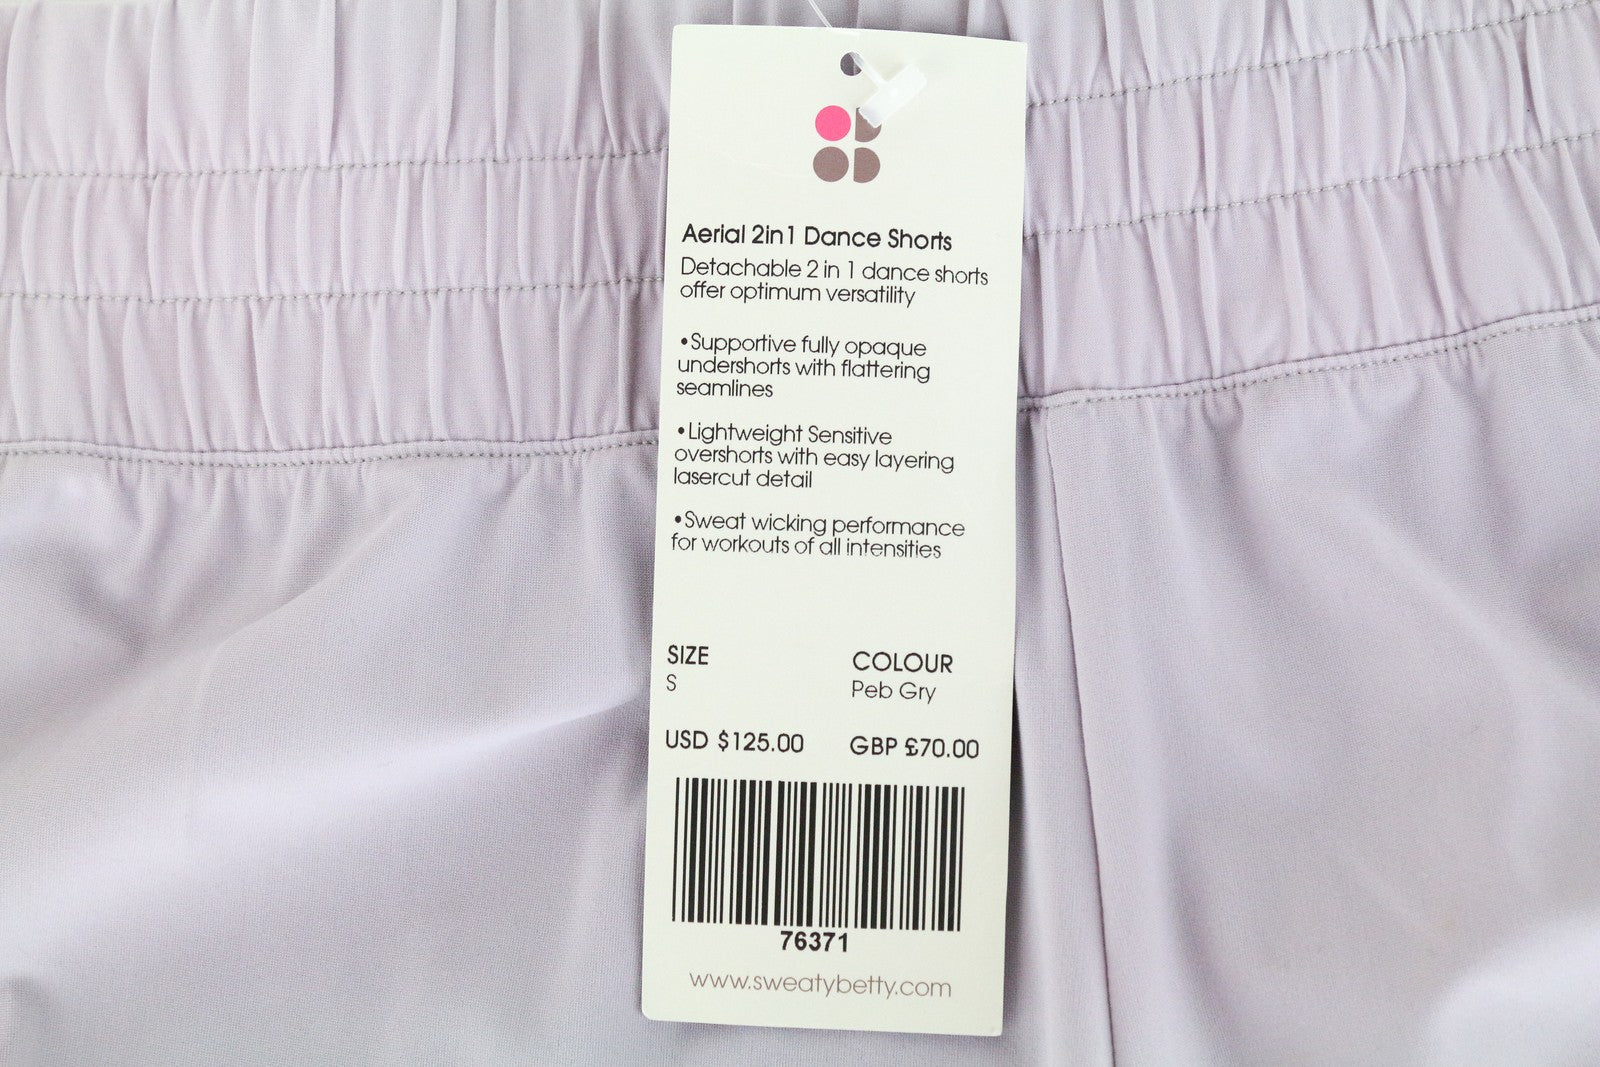 Aerial 2in1 Dance Shorts
Detachable 2 in 1 dance shorts
offer optimum versatility
•Supportive fully opaque
undershorts with flattering
seamlines
•Lightweight Sensitive
overshorts with easy layering
lasercut detail
•Sweat wicking performance
for workouts of all intensities
SIZE COLOUR
S Peb Gry
USD $125.00 GBP £70.00
76371
www.sweatybetty.com